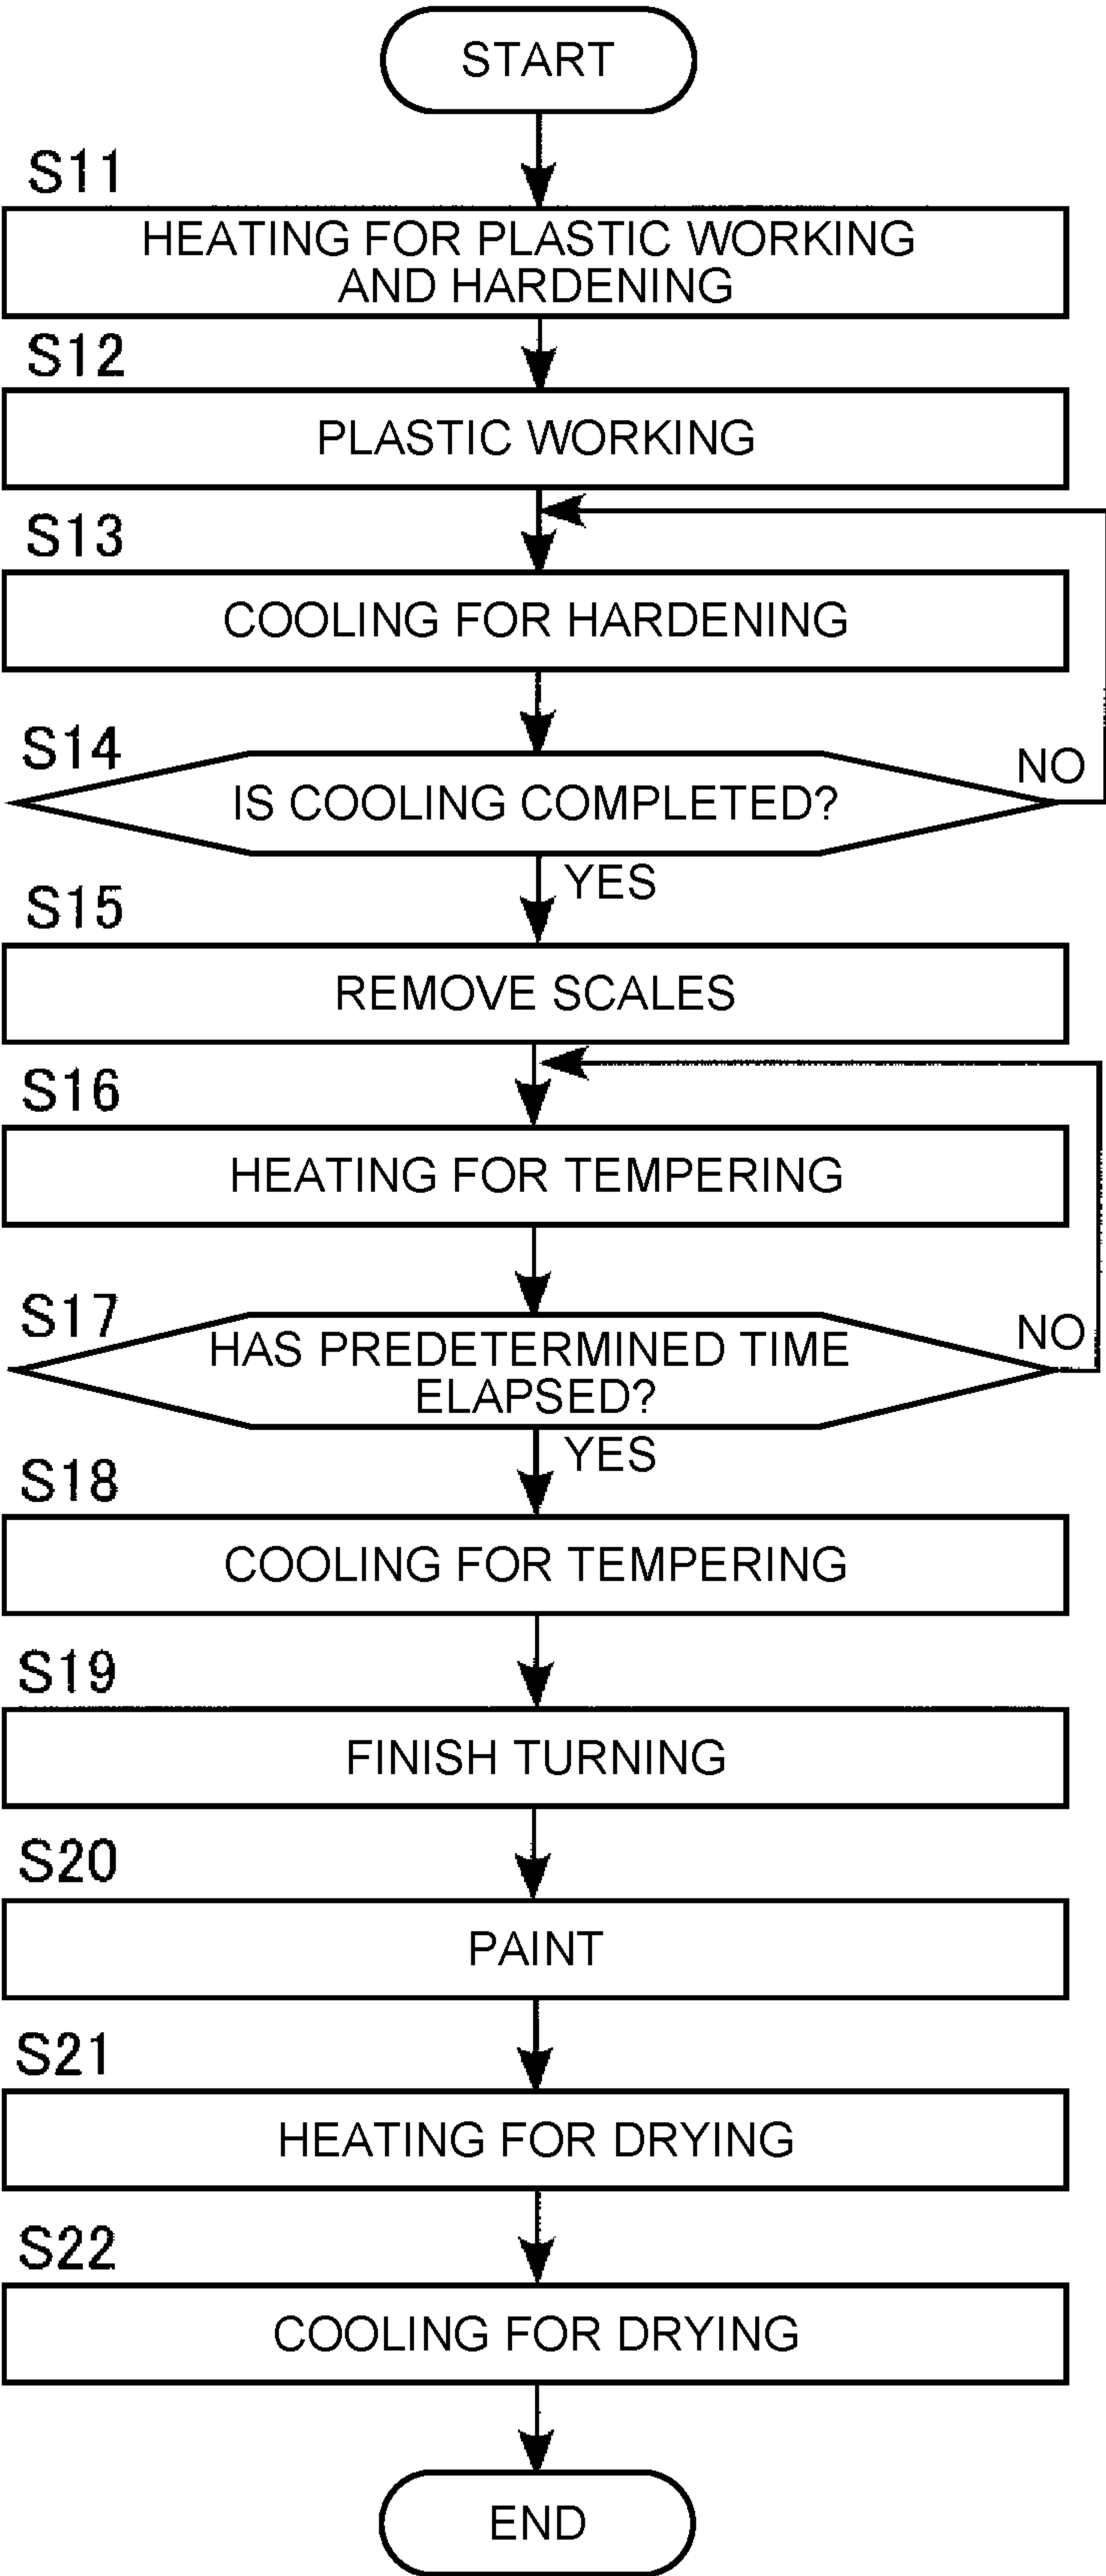 START
S11
HEATING FOR PLASTIC WORKING
AND HARDENING
S12
PLASTIC WORKING
S13
COOLING FOR HARDENING
S14
NO
IS COOLING COMPLETED?
YES
S15
REMOVE SCALES
S16
HEATING FOR TEMPERING
S17
NO
HAS PREDETERMINED TIME
ELAPSED?
YES
S18
COOLING FOR TEMPERING
S19
FINISH TURNING
S20
PAINT
S21
HEATING FOR DRYING
S22
COOLING FOR DRYING
END